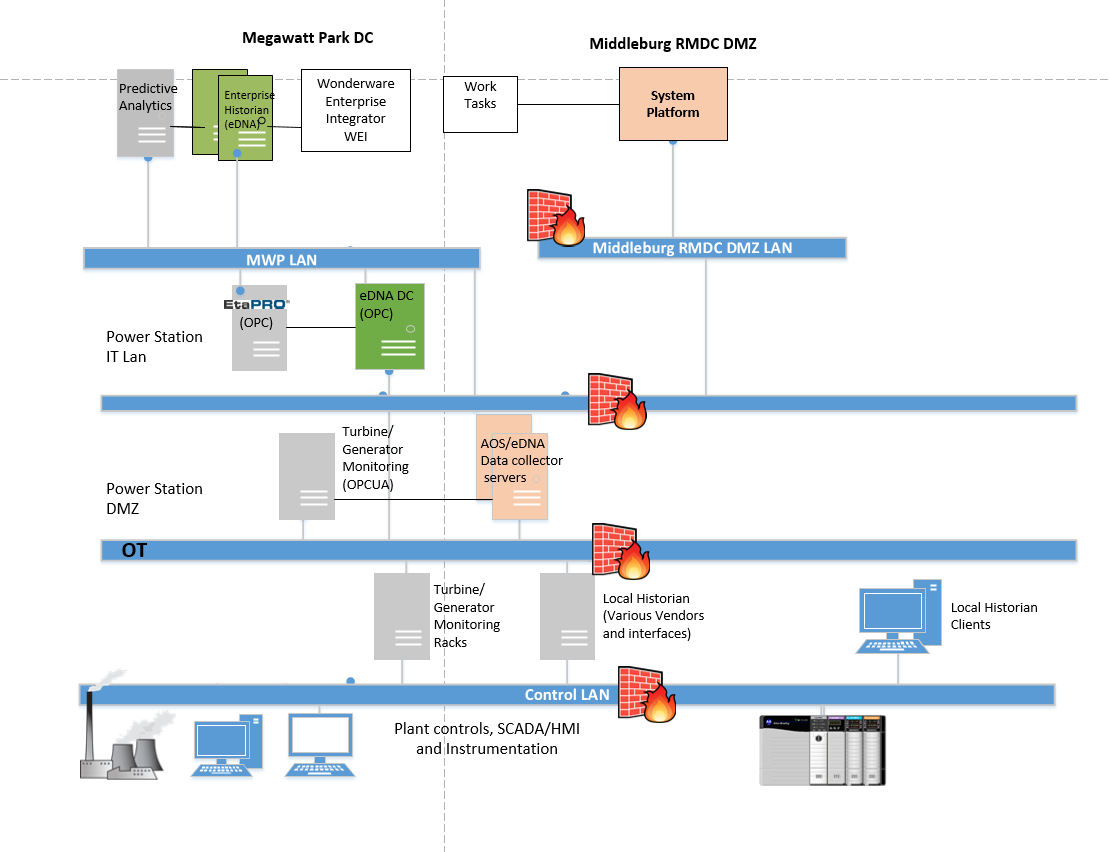 Megawatt Park DC
Middleburg RMDC DMZ
Predictive
Analytics
Enterprise
Historian
(eDNA)
Wonderware
Enterprise
Integrator
WEI
Work
Tasks
System
Platform
MWP LAN
Middleburg RMDC DMZ LAN
EtaPRO
(OPC)
eDNA DC
(OPC)
Power Station
IT Lan
Turbine/
Generator
Monitoring
(OPCUA)
AOS/eDNA
Data collector
servers
Power Station
DMZ
OT
Turbine/
Generator
Monitoring
Racks
Local Historian
(Various Vendors
and interfaces)
Local Historian
Clients
Control LAN
Plant controls, SCADA/HMI
and Instrumentation